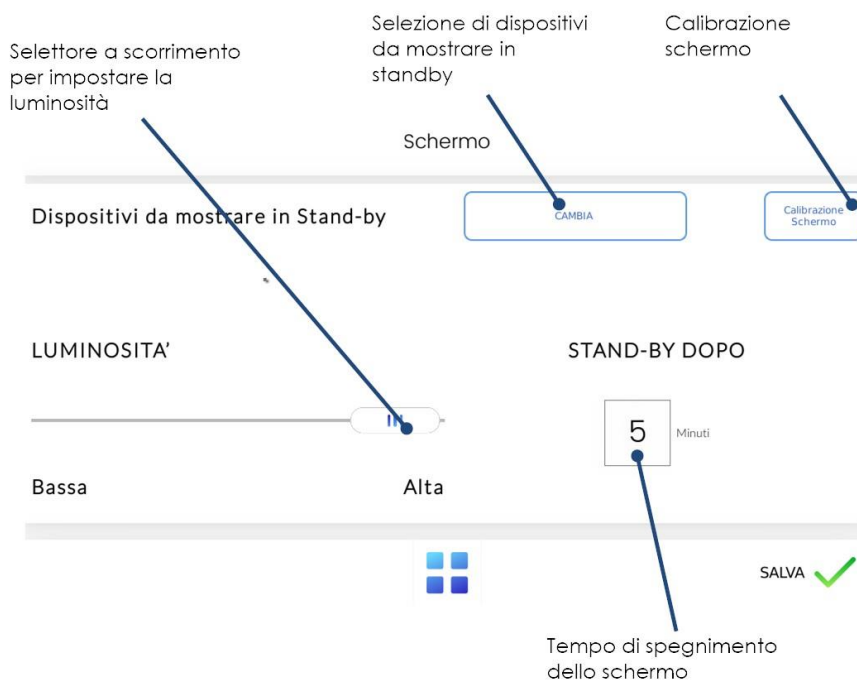 Selettore a scorrimento
per impostare la
luminosità
Selezione di dispositivi
da mostrare in
standby
Calibrazione
schermo
Schermo
Dispositivi da mostrare in Stand-by
CAMBIA
Calibrazione
Schermo
LUMINOSITA’
STAND-BY DOPO
5
Minuti
Bassa
Alta
SALVA
Tempo di spegnimento
dello schermo